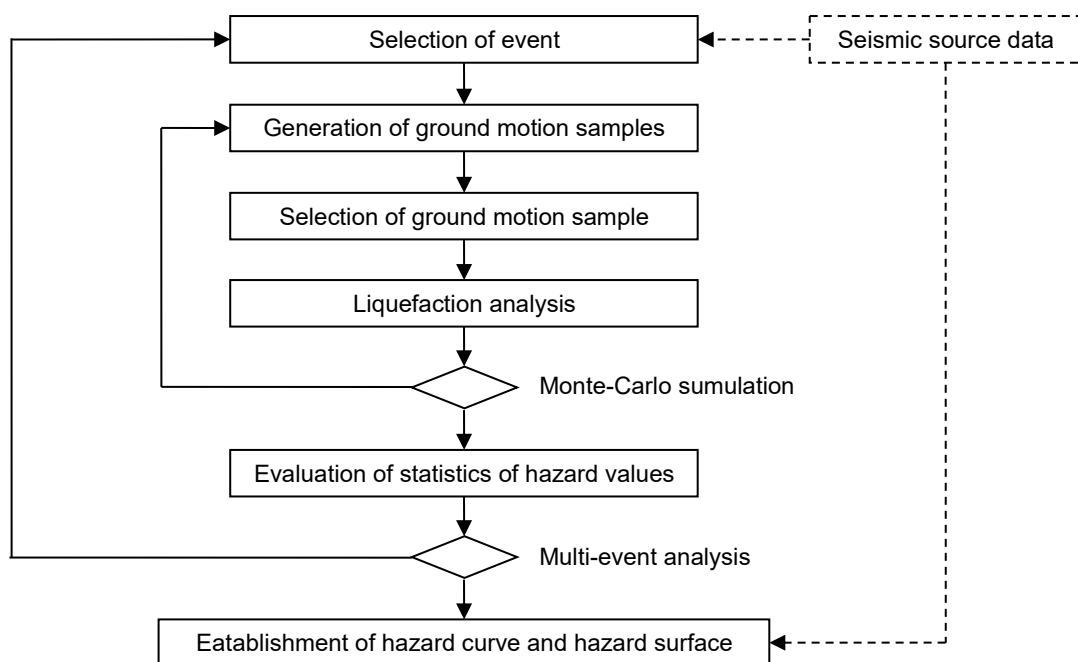 Selection of event
Seismic source data
Generation of ground motion samples
Selection of ground motion sample
Liquefaction analysis
Monte-Carlo sumulation
Evaluation of statistics of hazard values
Multi-event analysis
Eatablishment of hazard curve and hazard surface